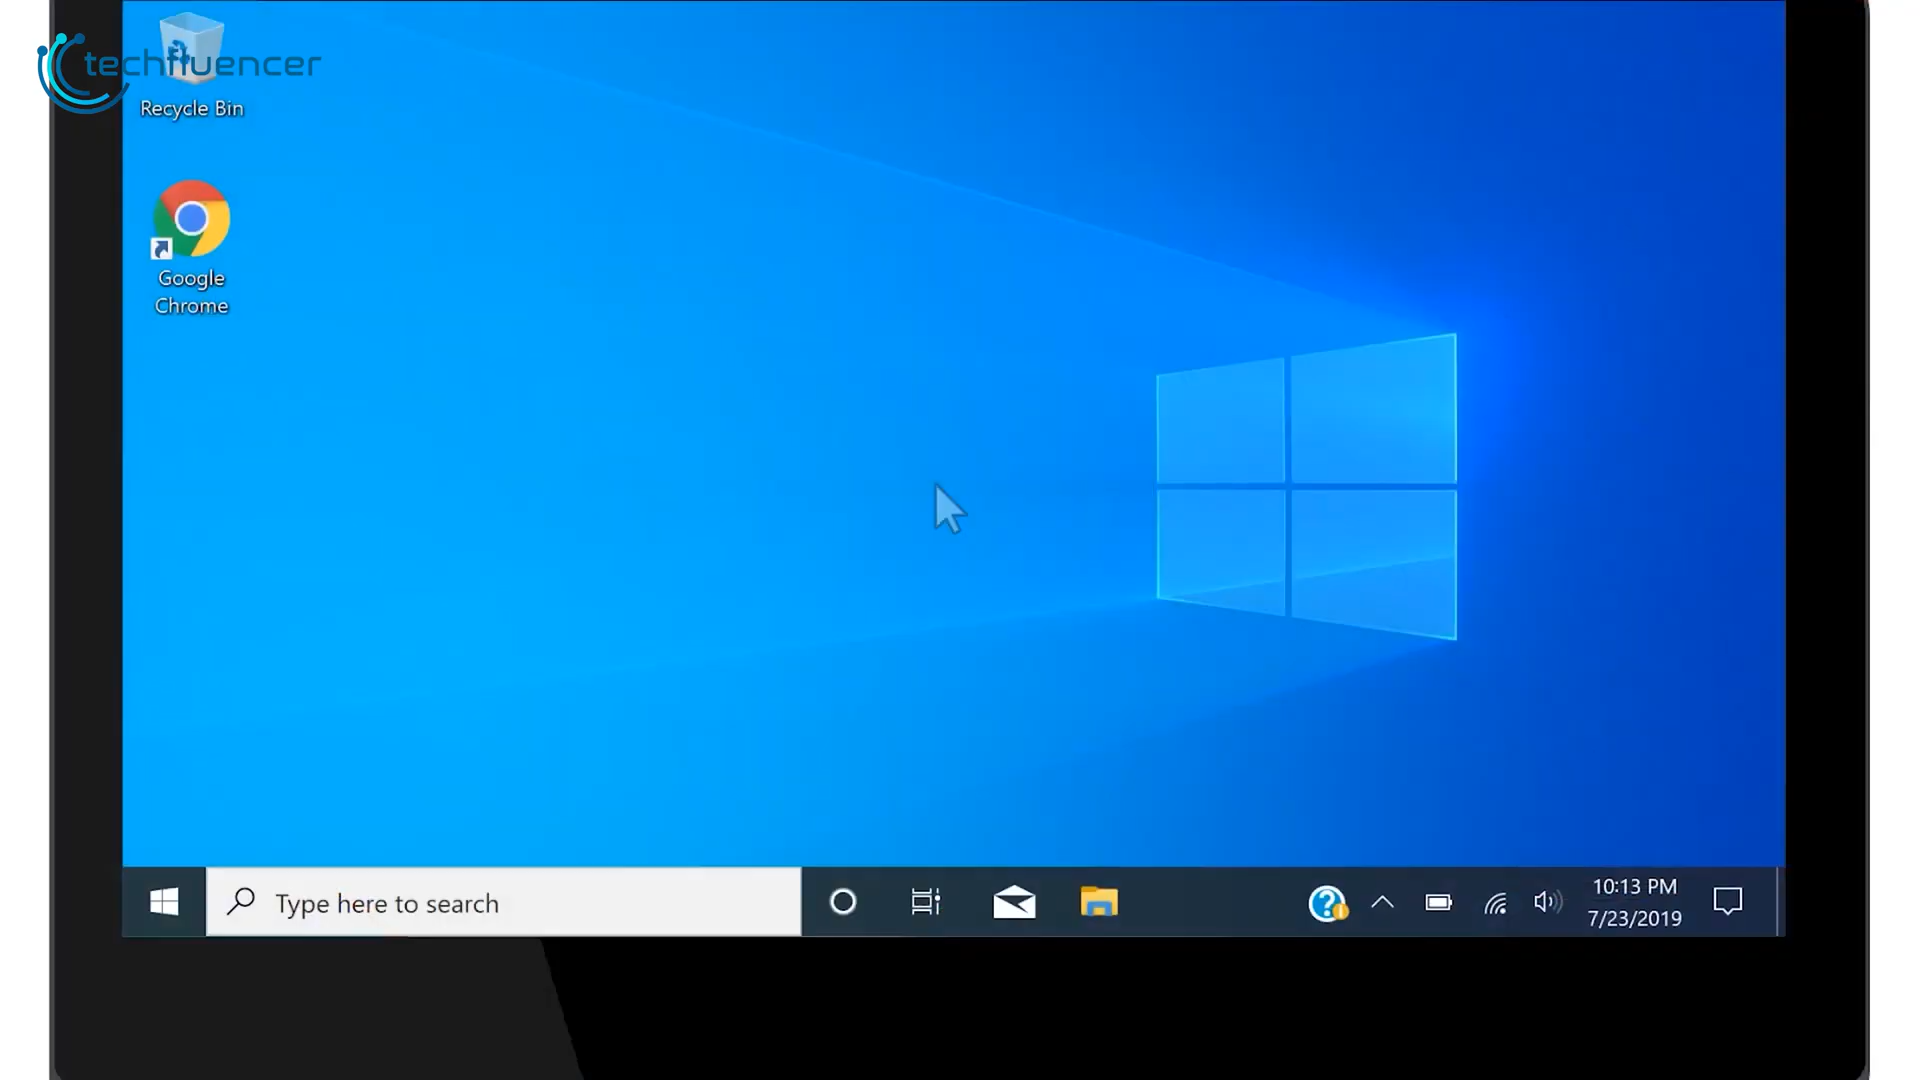 techfluencer
Recycle Bin
Google
Chrome
Type here to search
10:13 PM
7/23/2019